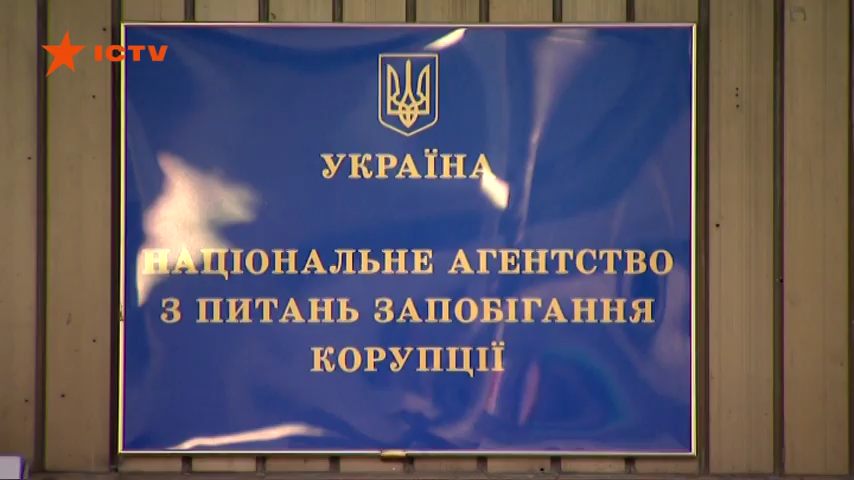 ICTV
УКРАЇНА
НАЦІОНАЛЬНЕ АГЕНТСТВО
З ПИТАНЬ ЗАПОБІГАННЯ
КОРУПЦІЇ